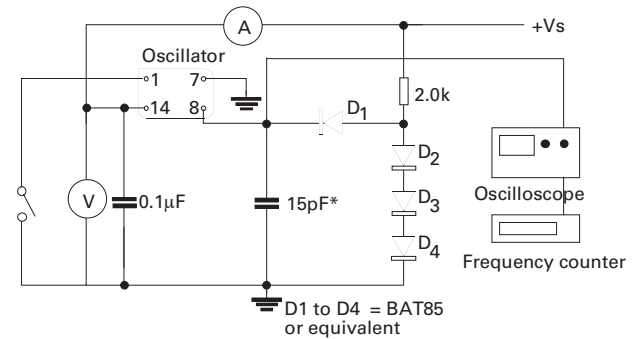 A
+Vs
Oscillator
1 7
14 8
D1
2.0k
D2
D3
D4
V
0.1μF
15pF*
Oscilloscope
Frequency counter
D1 to D4 = BAT85
or equivalent